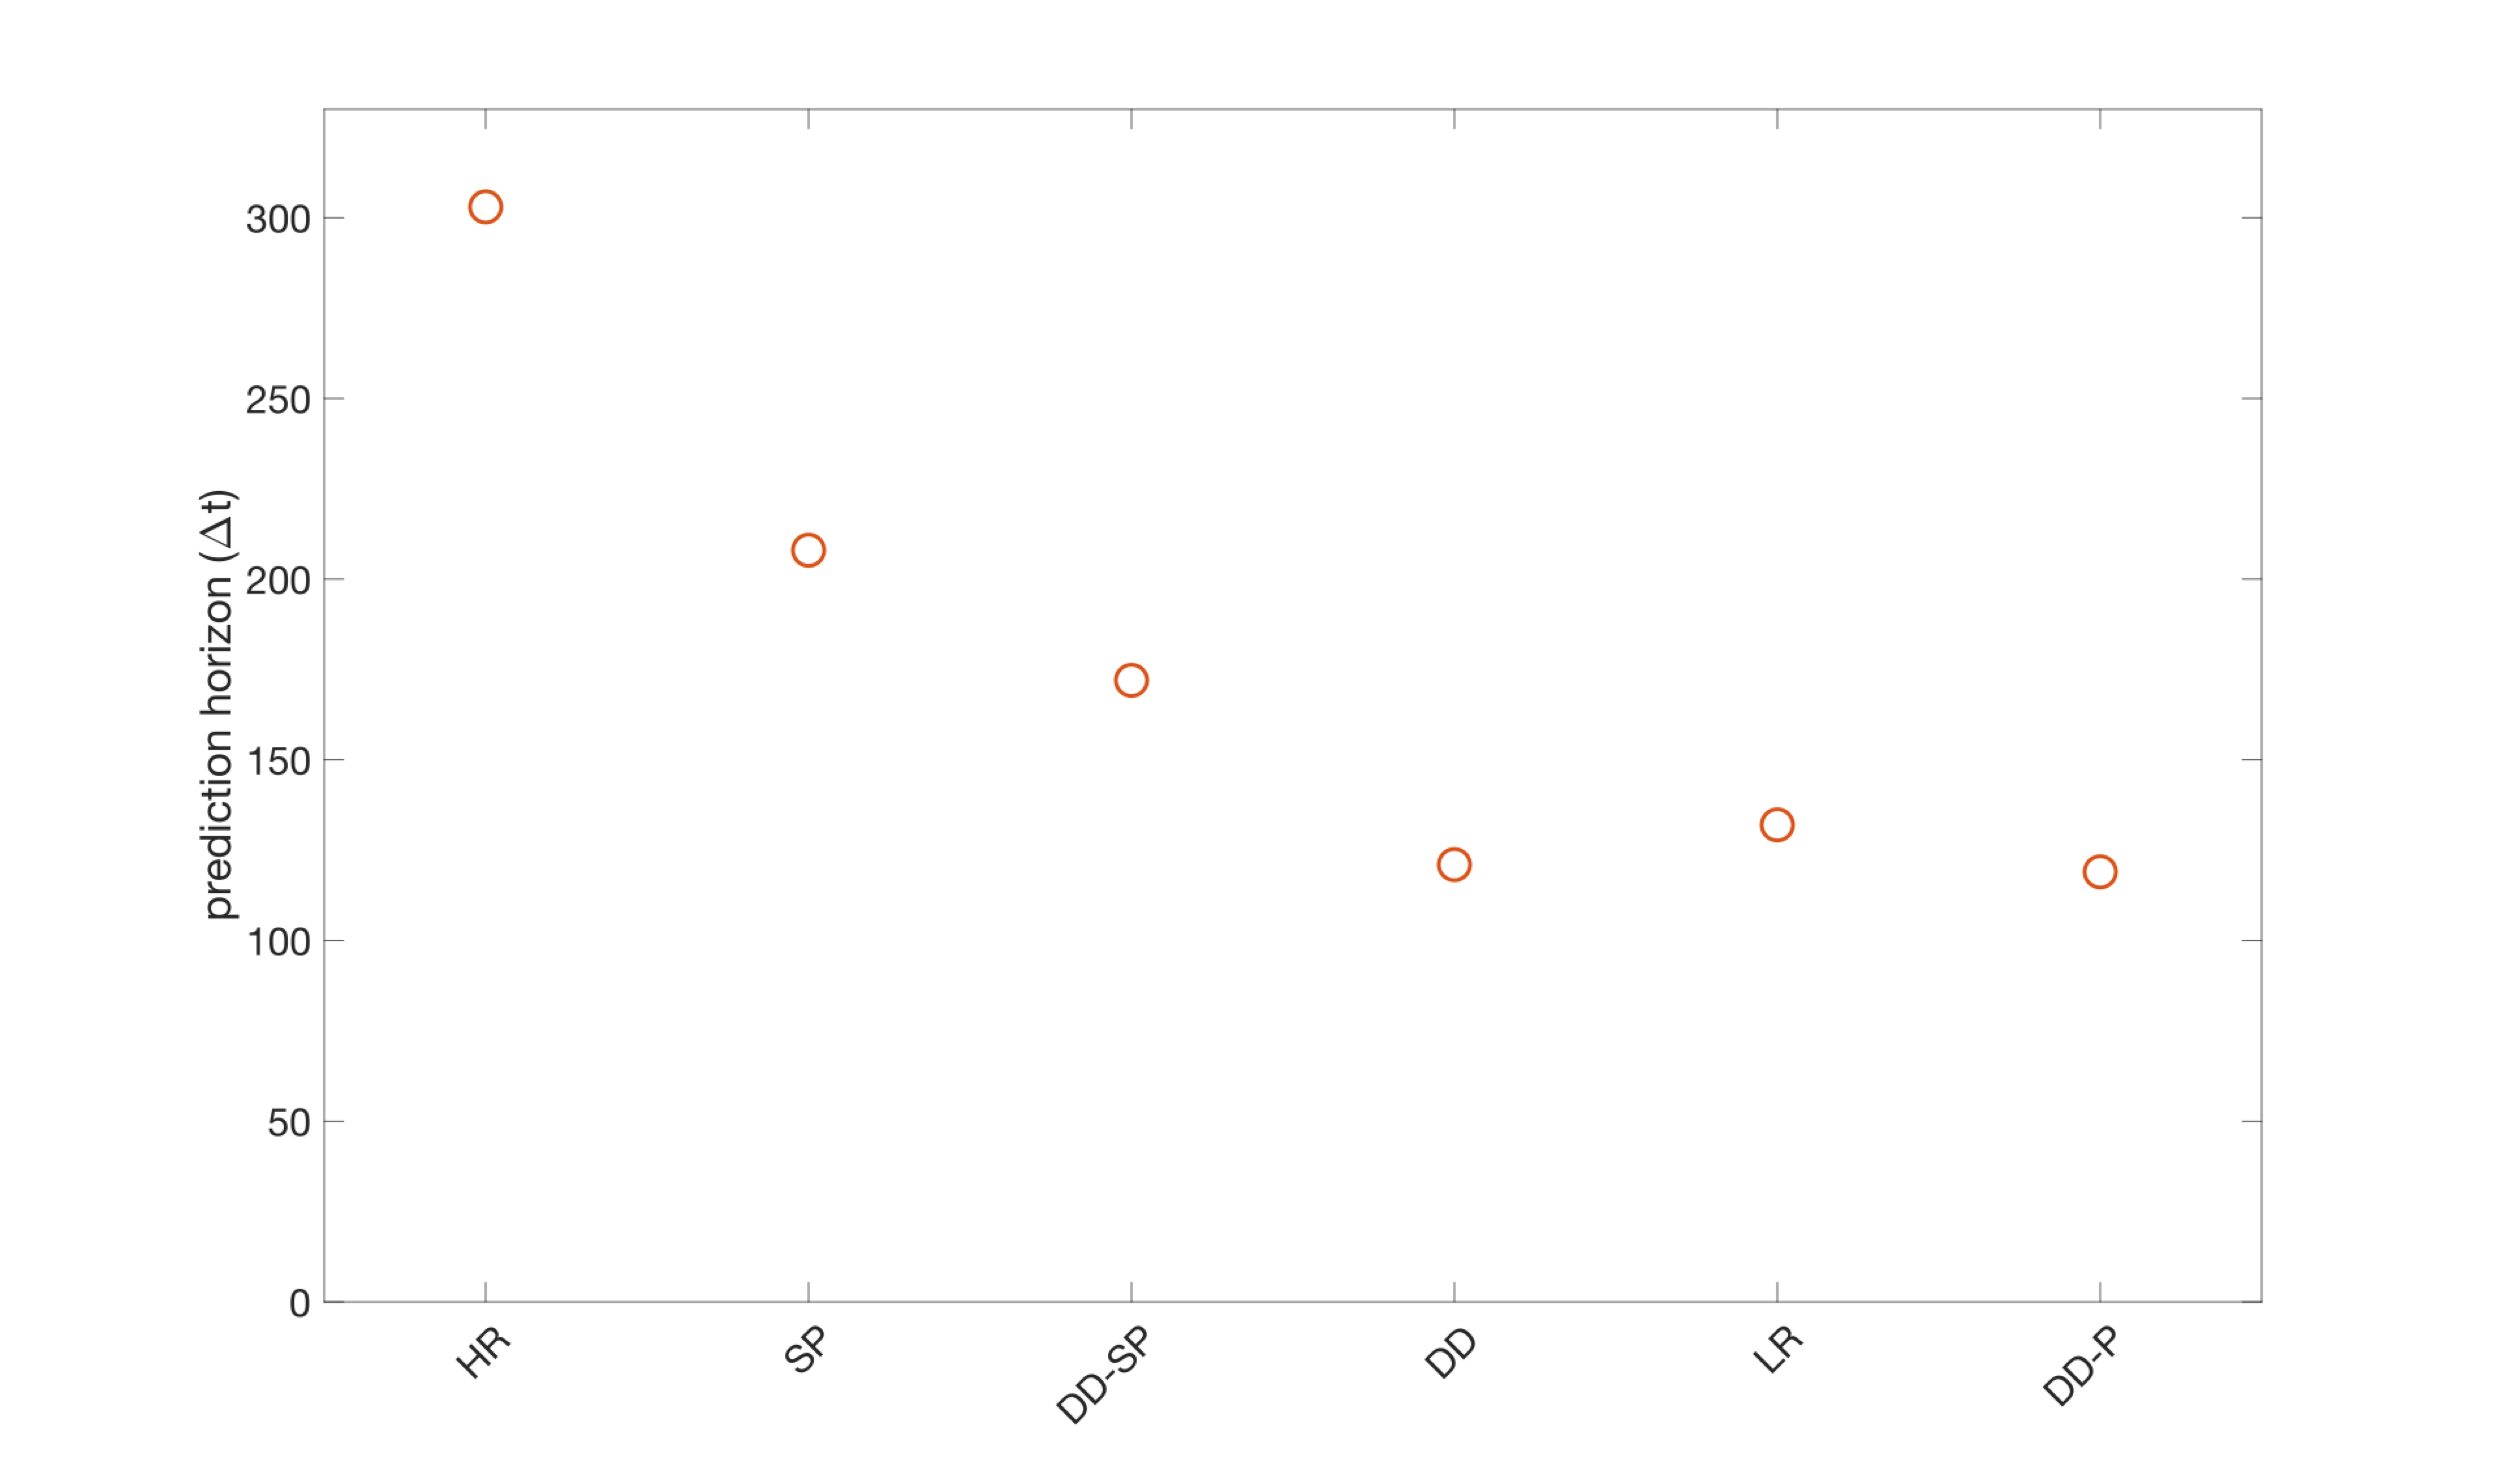 prediction horizon (Δt)
300
250
200
150
100
50
0
HR
SP
DD-SP
DD
LR
DD-P